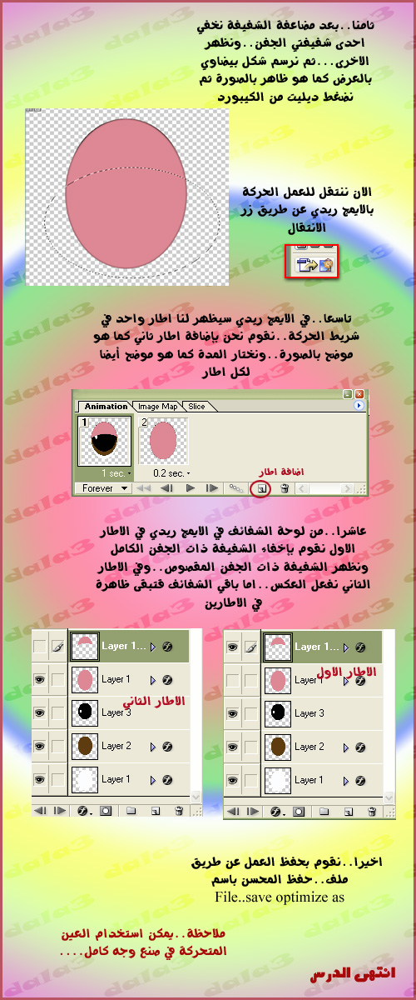 ثامنا..بعد مضاعفة الشفيفة نخفي
احدى شفيفتي الجفن..ونظهر
الاخرى...ثم نرسم شكل بيضاوي
بالعرض كما هو ظاهر بالصورة ثم
نضغط ديليت من الكيبورد
الان ننتقل للعمل الحركة
بالايمج ريدي عن طريق زر
الانتقال
تاسعا..في الايمج ريدي سيظهر لنا اطار واحد في
شريط الحركة..نقوم نحن بإضافة اطار ثاني كما هو
موضح بالصورة..ونختار المدة كما هو موضح أيضا
لكل اطار
Animation Image Map Slice
1 2
اضافة اطار
1 sec. 0.2 sec.
Forever
عاشرا..من لوحة الشفائف في الايمج ريدي في الاطار
الاول نقوم بإخفاء الشفيفة ذات الجفن الكامل
ونظهر الشفيفة ذات الجفن المقصوص..وفي الاطار
الثاني نفعل العكس..اما باقي الشفائف فتبقى ظاهرة
في الاطارين
Layer 1...
Layer 1
الاطار الاول
Layer 3
Layer 2
Layer 1
Layer 1...
Layer 1
الاطار الثاني
Layer 3
Layer 2
Layer 1
اخيرا..نقوم بحفظ العمل عن طريق
ملف..حفظ المحسن باسم
File..save optimize as
ملاحظة..يمكن استخدام العين
المتحركة في صنع وجه كامل....
انتهى الدرس
da1a3